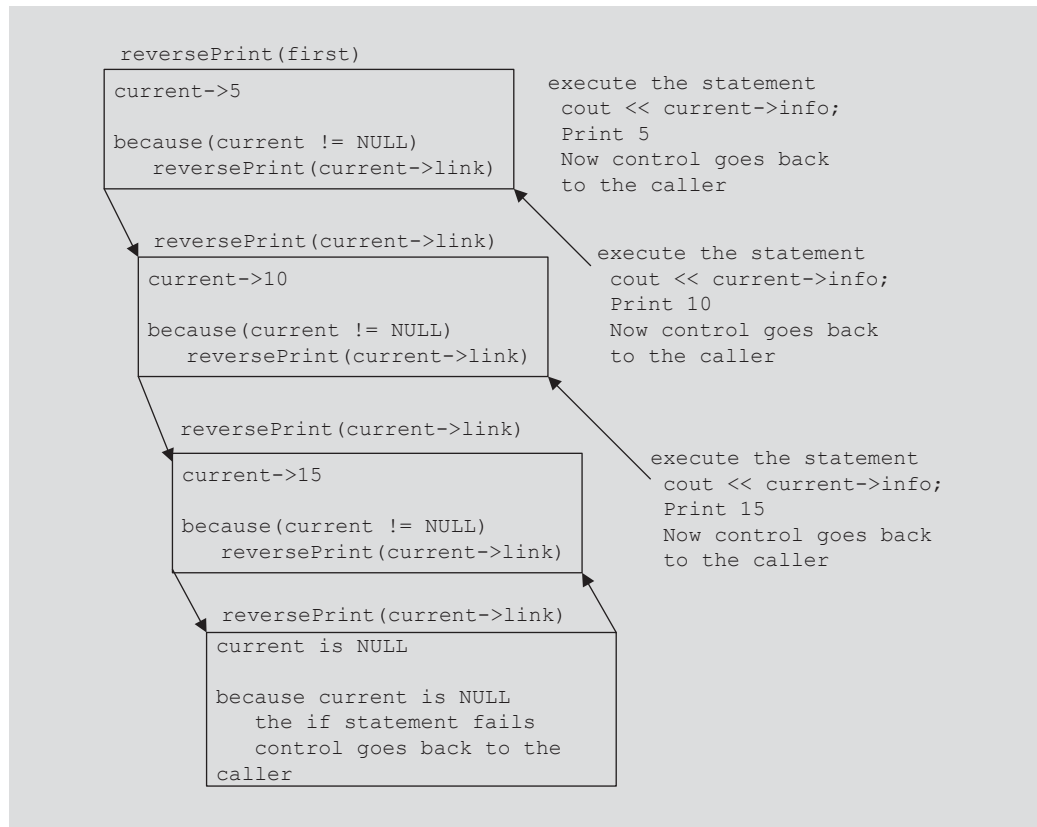 reversePrint(first)
current->5
because(current != NULL)
reversePrint(current->link)
execute the statement
cout << current->info;
Print 5
Now control goes back
to the caller
reversePrint(current->link)
current->10
because(current != NULL)
reversePrint(current->link)
execute the statement
cout << current->info;
Print 10
Now control goes back
to the caller
reversePrint(current->link)
current->15
because(current != NULL)
reversePrint(current->link)
execute the statement
cout << current->info;
Print 15
Now control goes back
to the caller
reversePrint(current->link)
current is NULL
because current is NULL
the if statement fails
control goes back to the
caller